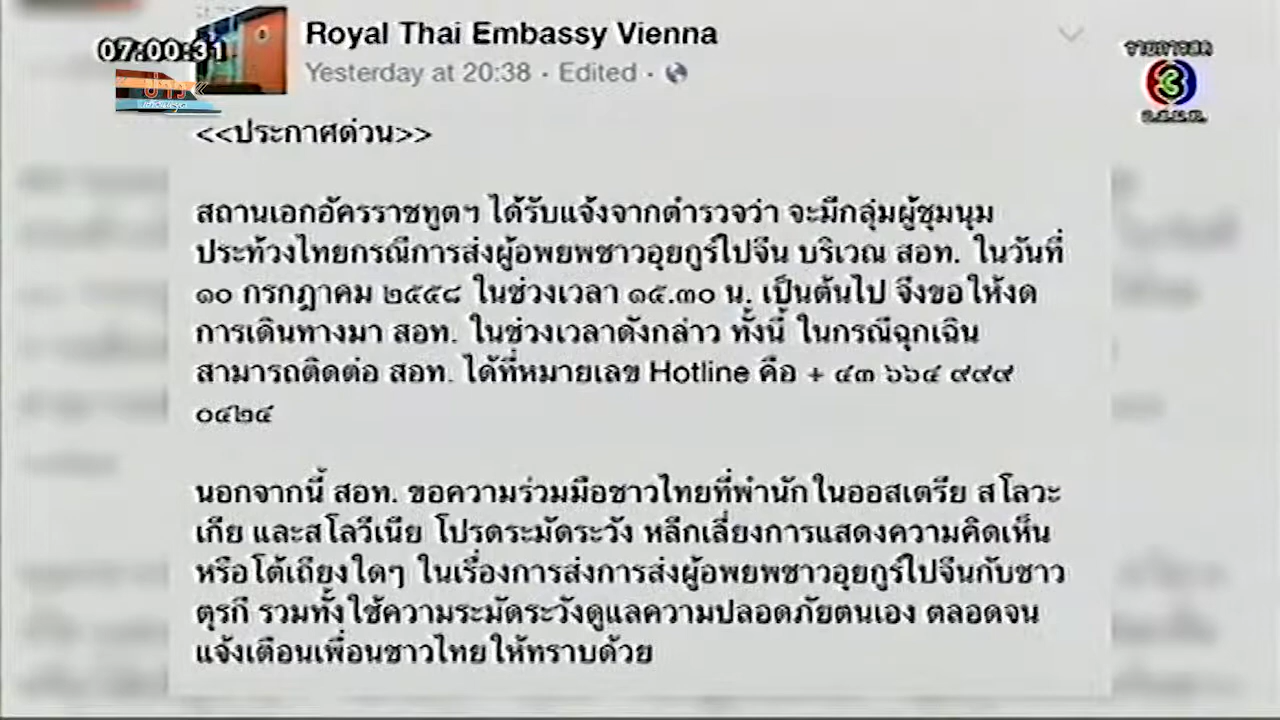 Royal Thai Embassy Vienna
07:00:31
Yesterday at 20:38 · Edited ·
รายการสด
ข่าว
<<ประกาศด่วน>>
สถานเอกอัครราชทูตฯ ได้รับแจ้งจากตำรวจว่า จะมีกลุ่มผู้ชุมนุม
ประท้วงไทยกรณีการส่งผู้อพยพชาวอุยกูร์ไปจีน บริเวณ สอท. ในวันที่
๑๐ กรกฎาคม ๒๕๕๘ ในช่วงเวลา ๑๕.๓๐ น. เป็นต้นไป จึงขอให้งด
การเดินทางมา สอท. ในช่วงเวลาดังกล่าว ทั้งนี้ ในกรณีฉุกเฉิน
สามารถติดต่อ สอท. ได้ที่หมายเลข Hotline คือ + ๔๓ ๖๖๔ ๙๙๙
๐๔๒๔
นอกจากนี้ สอท. ขอความร่วมมือชาวไทยที่พำนักในออสเตรีย สโลวะ
เกีย และสโลวีเนีย โปรดระมัดระวัง หลีกเลี่ยงการแสดงความคิดเห็น
หรือโต้เถียงใดๆ ในเรื่องการส่งการส่งผู้อพยพชาวอุยกูร์ไปจีนกับชาว
ตุรกี รวมทั้งใช้ความระมัดระวังดูแลความปลอดภัยตนเอง ตลอดจน
แจ้งเตือนเพื่อนชาวไทยให้ทราบด้วย